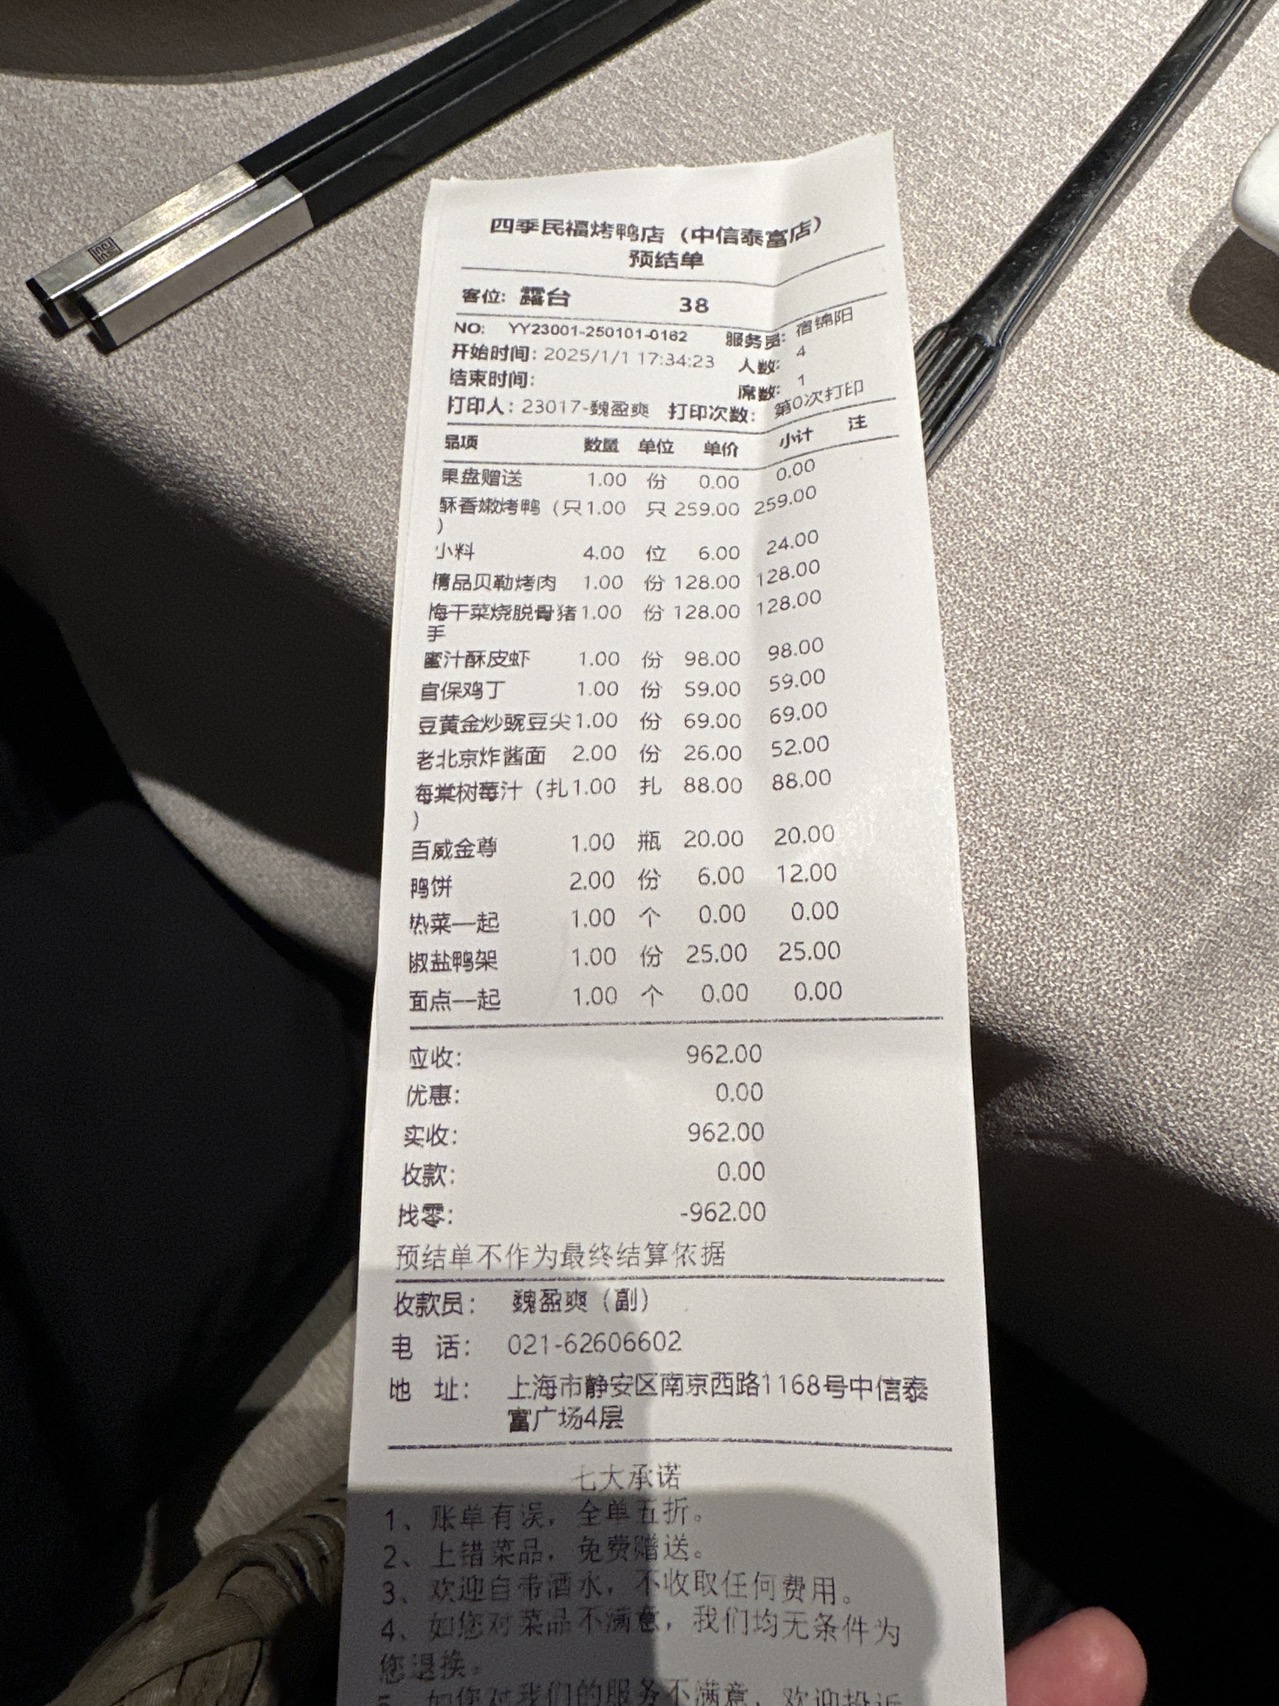 四季民福烤鸭店（中信泰富店）
预结单
客位：露台 38
NO: YY23001-250101-0162 服务员：宿锦阳
开始时间：2025/1/1 17:34:23 人数：4
结束时间： 席数：1
打印人：23017-魏盈爽 打印次数：第0次打印
品项 数量 单位 单价 小计 注
果盘赠送 1.00 份 0.00 0.00
酥香嫩烤鸭（只 1.00 只 259.00 259.00
）
小料 4.00 位 6.00 24.00
精品贝勒烤肉 1.00 份 128.00 128.00
梅干菜烧脱骨猪 1.00 份 128.00 128.00
手
蜜汁酥皮虾 1.00 份 98.00 98.00
宫保鸡丁 1.00 份 59.00 59.00
豆黄金炒豌豆尖 1.00 份 69.00 69.00
老北京炸酱面 2.00 份 26.00 52.00
海棠树莓汁（扎 1.00 扎 88.00 88.00
）
百威金尊 1.00 瓶 20.00 20.00
鸭饼 2.00 份 6.00 12.00
热菜一起 1.00 个 0.00 0.00
椒盐鸭架 1.00 份 25.00 25.00
面点一起 1.00 个 0.00 0.00
应收： 962.00
优惠： 0.00
实收： 962.00
收款： 0.00
找零： -962.00
预结单不作为最终结算依据
收款员： 魏盈爽（副）
电 话： 021-62606602
地 址： 上海市静安区南京西路1168号中信泰
富广场4层
七大承诺
1、账单有误，全单五折。
2、上错菜品，免费赠送。
3、欢迎自带酒水，不收取任何费用。
4、如您对菜品不满意，我们均无条件为
您退换。
5、如您对我们的服务不满意，欢迎投诉